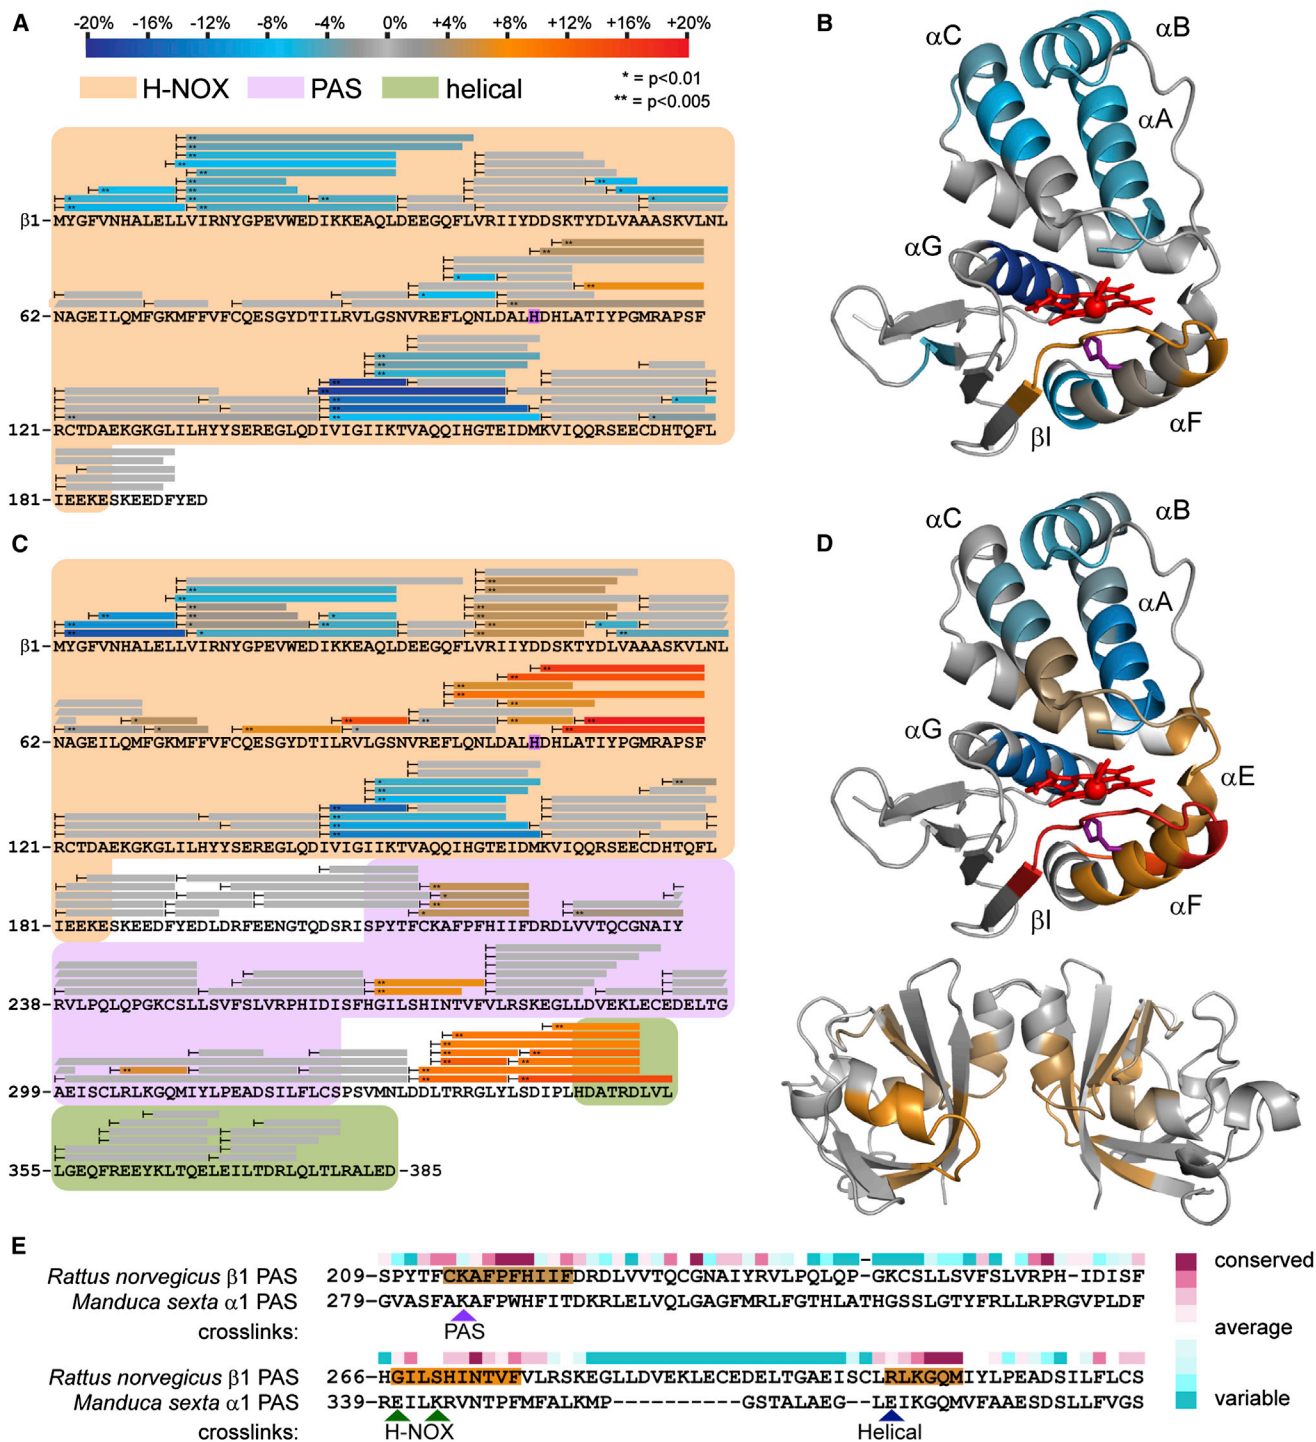 A
-20% -16% -12% -8% -4% 0% +4% +8% +12% +16% +20%
H-NOX PAS helical
* = p<0.01
** = p<0.005
β1-MYGFVNHALELLVIRNYGPEVWEDIKKEAQLDEEGQFLVRIIYDDSKTYDLVAAASKVLNL
62-NAGEILQMFGKMFFVFCQESGYDTILRVLGSNVREFLQNLDALHDHLATIYPGMRAPSF
121-RCTDAEKGKGLILHYYSEREGLQDIVIGIIKTVAQQIHGTEIDMKVIQQRSEECDHTQFL
181-IEEKESKEEDFYED
B
αC
αB
αA
αG
αF
βI
C
β1-MYGFVNHALELLVIRNYGPEVWEDIKKEAQLDEEGQFLVRIIYDDSKTYDLVAAASKVLNL
62-NAGEILQMFGKMFFVFCQESGYDTILRVLGSNVREFLQNLDALHDHLATIYPGMRAPSF
121-RCTDAEKGKGLILHYYSEREGLQDIVIGIIKTVAQQIHGTEIDMKVIQQRSEECDHTQFL
181-IEEKESKEEDFYEDLDRFEENGTQDSRISPYTFCKAFPFHIIFDRDLVVTQCGNAIY
238-RVLPQLQPGKCSLLSVFSLVRPHIDISFHGILSHINTVFVLRSKEGLLDVEKLECEDELTG
299-AEISCLRLKGQMIYLPEADSILFLCSPSVMNLDDLTRRGLYLSDIPLHDATRDLVL
355-LGEQFREEYKLTQELEILTDRLQLTLRALED-385
D
αC
αB
αA
αG
αE
αF
βI
E
conserved
average
variable
Rattus norvegicus β1 PAS 209-SPYTFCKAFPFHIIFDRDLVVTQCGNAIYRVLPQLQP-GKCSLLSVFSLVRPH-IDISF
Manduca sexta α1 PAS 279-GVASFAKAFPWHFITDKRLELVQLGAGFMRLFGTHLATHGSSLGTYFRLLRPRGVPLDF
crosslinks: PAS
Rattus norvegicus β1 PAS 266-HGILSHINTVFVLRSKEGLLDVEKLECEDELTGAEISCLRLKGQMIYLPEADSILFLCS
Manduca sexta α1 PAS 339-REILKRVNTPFMFALKMP----------GSTALAEG--LEIKGQMVFAAESDSLLFVGS
crosslinks: H-NOX Helical